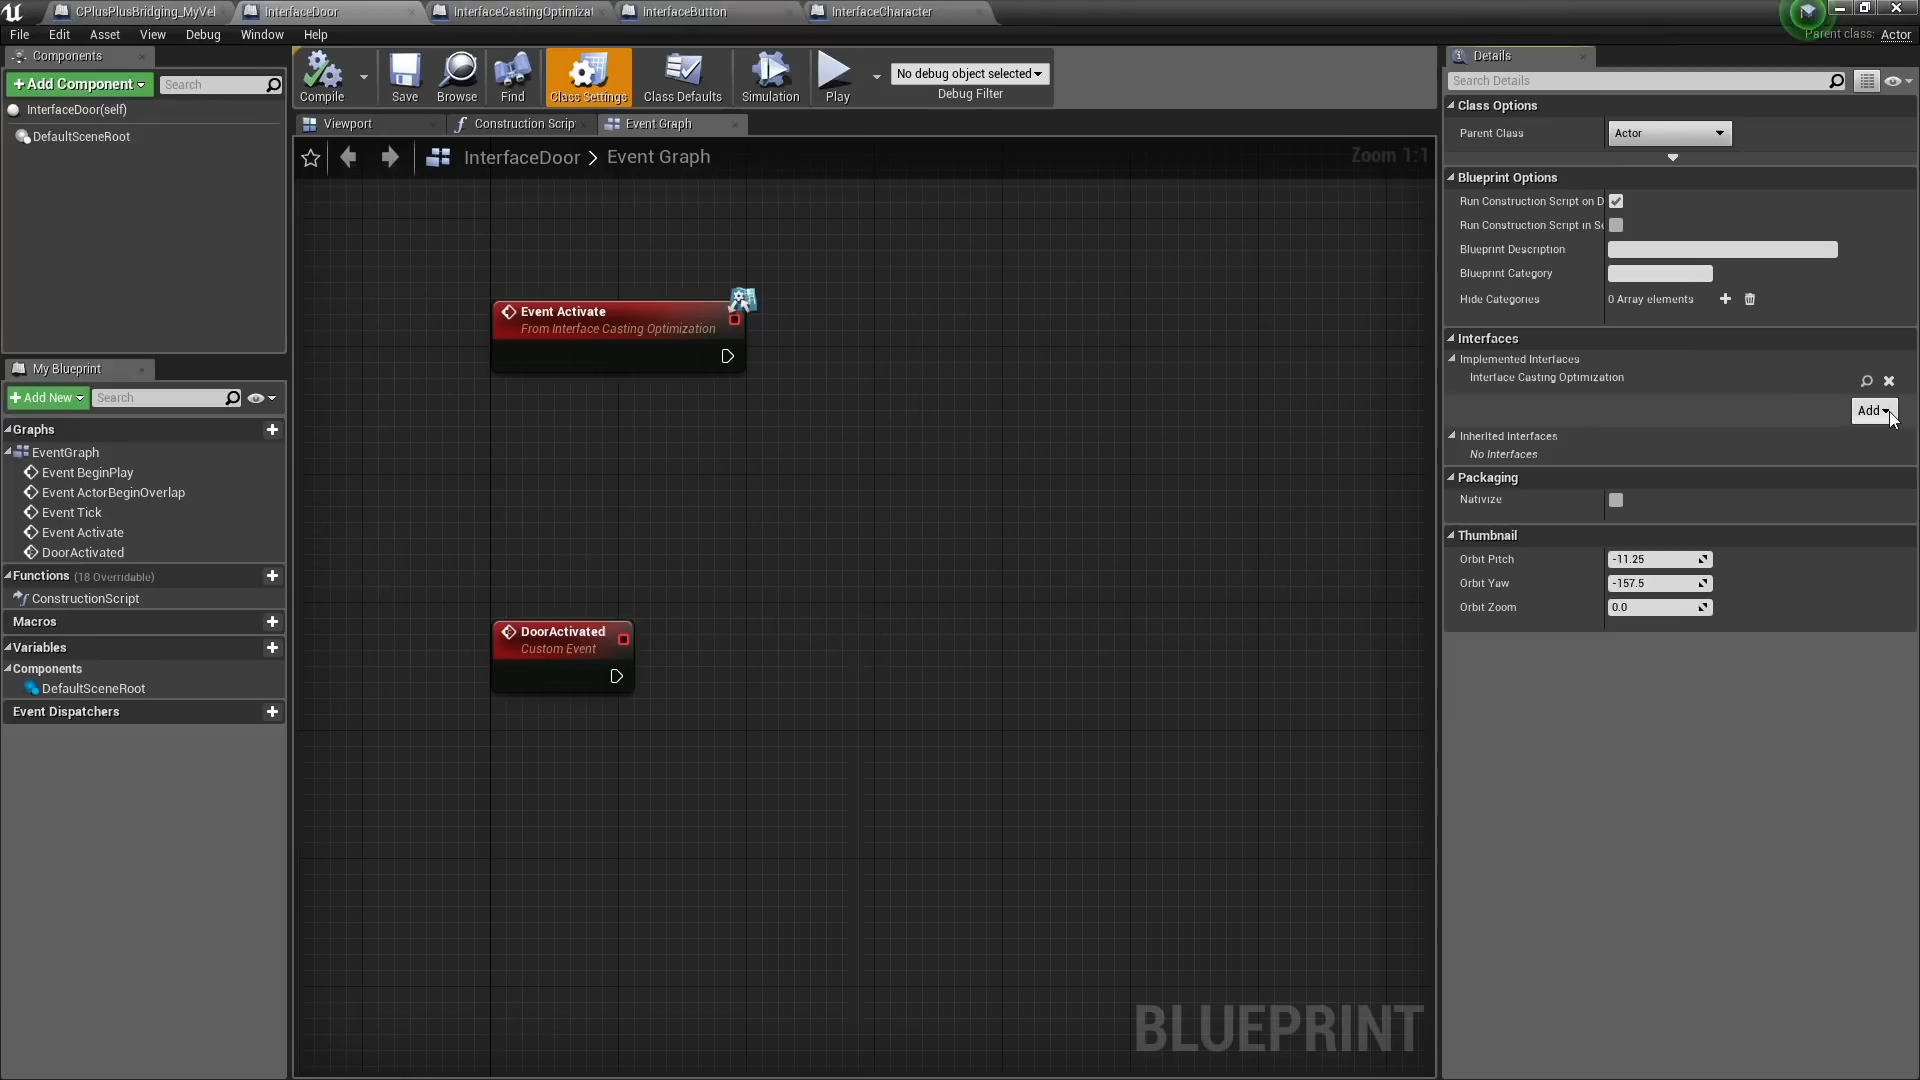 CPlusPlusBridging_MyVel
InterfaceDoor
InterfaceCastingOptimizat
InterfaceButton
InterfaceCharacter
File Edit Asset View Debug Window Help
Parent class: Actor
Components
+ Add Component
Search
InterfaceDoor(self)
DefaultSceneRoot
My Blueprint
+ Add New
Search
Graphs
EventGraph
Event BeginPlay
Event ActorBeginOverlap
Event Tick
Event Activate
DoorActivated
Functions (18 Overridable)
ConstructionScript
Macros
Variables
Components
DefaultSceneRoot
Event Dispatchers
Compile
Save
Browse
Find
Class Settings
Class Defaults
Simulation
Play
No debug object selected
Debug Filter
Viewport
Construction Scrip
Event Graph
InterfaceDoor > Event Graph
Zoom 1:1
Event Activate
From Interface Casting Optimization
DoorActivated
Custom Event
BLUEPRINT
Details
Search Details
Class Options
Parent Class Actor
Blueprint Options
Run Construction Script on D
Run Construction Script in Se
Blueprint Description
Blueprint Category
Hide Categories 0 Array elements
Interfaces
Implemented Interfaces
Interface Casting Optimization
Add
Inherited Interfaces
No Interfaces
Packaging
Nativize
Thumbnail
Orbit Pitch -11.25
Orbit Yaw -157.5
Orbit Zoom 0.0